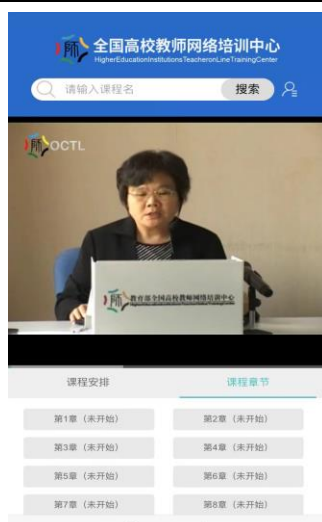 师
全国高校教师网络培训中心
HigherEducationInstitutionsTeacheronLineTrainingCenter
请输入课程名
搜索
师 OCTL
师 教育部全国高校教师网络培训中心
课程安排
课程章节
第1章（未开始）
第2章（未开始）
第3章（未开始）
第4章（未开始）
第5章（未开始）
第6章（未开始）
第7章（未开始）
第8章（未开始）